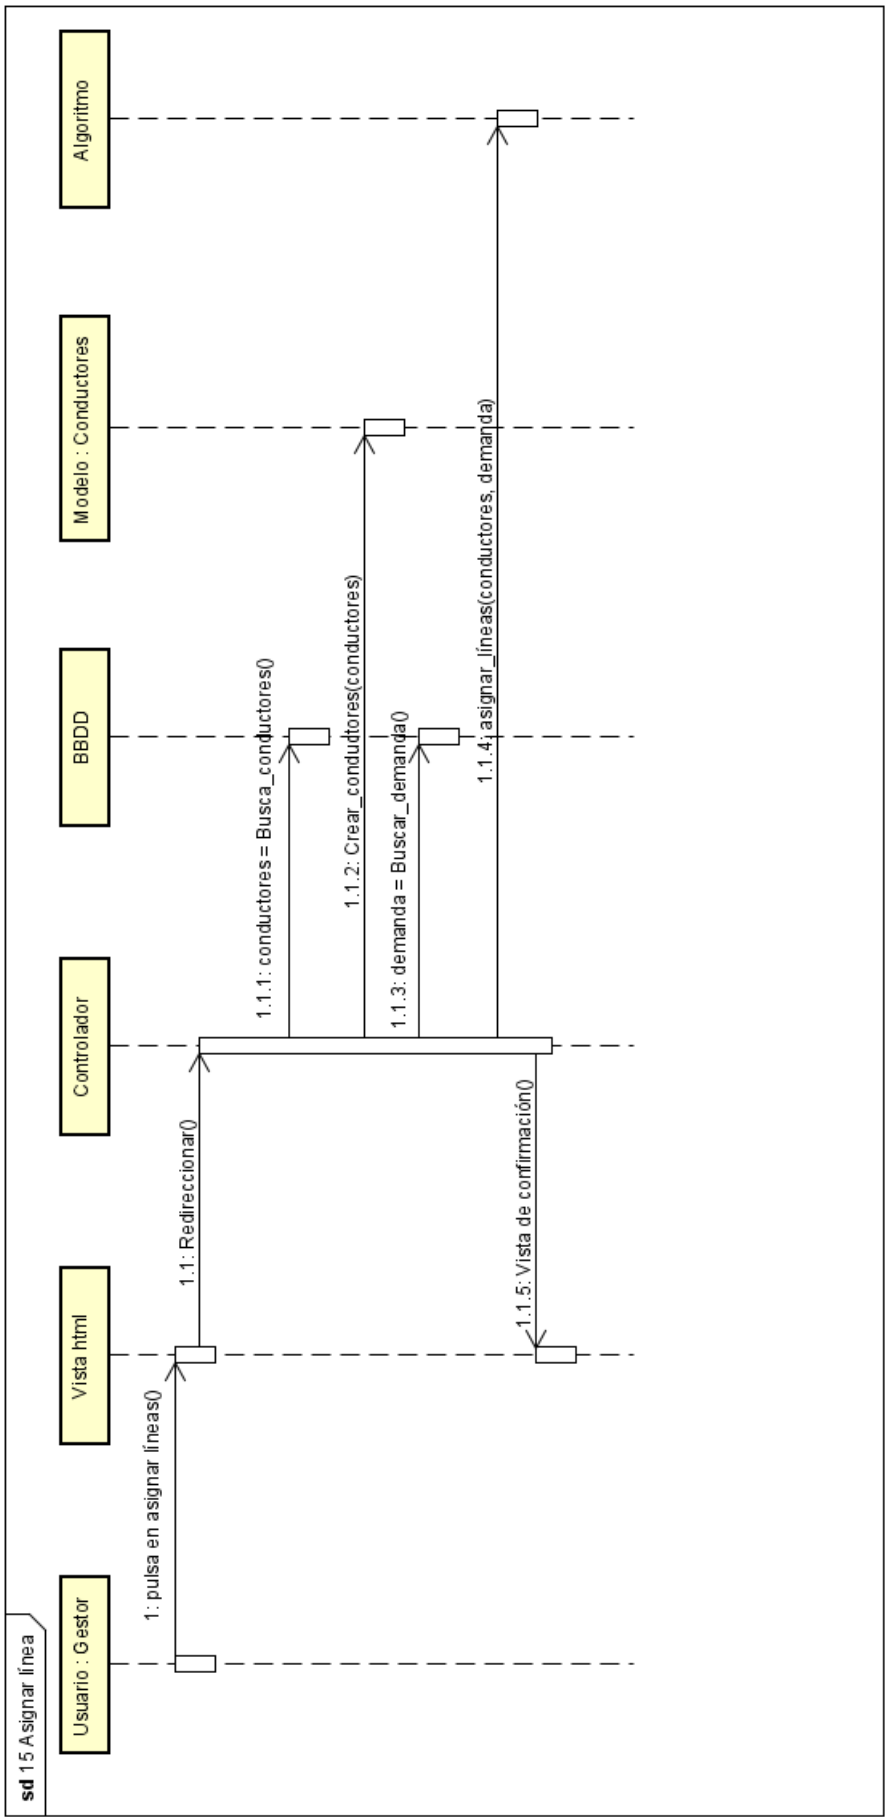 sd 15 Asignar línea
Usuario : Gestor
Vista html
Controlador
BBDD
Modelo : Conductores
Algoritmo
1: pulsa en asignar líneas()
1.1: Redireccionar()
1.1.1: conductores = Busca_conductores()
1.1.2: Crear_conductores(conductores)
1.1.3: demanda = Buscar_demanda()
1.1.4: asignar_líneas(conductores, demanda)
1.1.5: Vista de confirmación()